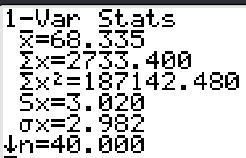 1-Var Stats
x̄=68.335
Σx=2733.400
Σx²=187142.480
Sx=3.020
σx=2.982
↓n=40.000